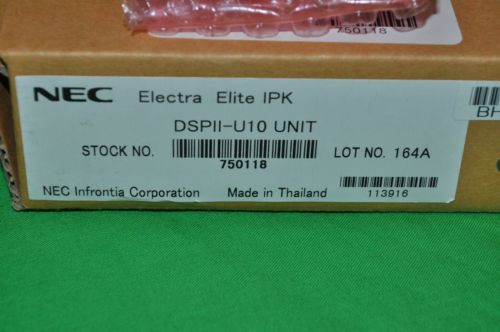 750118
NEC Electra Elite IPK
DSPII-U10 UNIT
STOCK NO. 750118 LOT NO. 164A
NEC Infrontia Corporation Made in Thailand 113916
BH